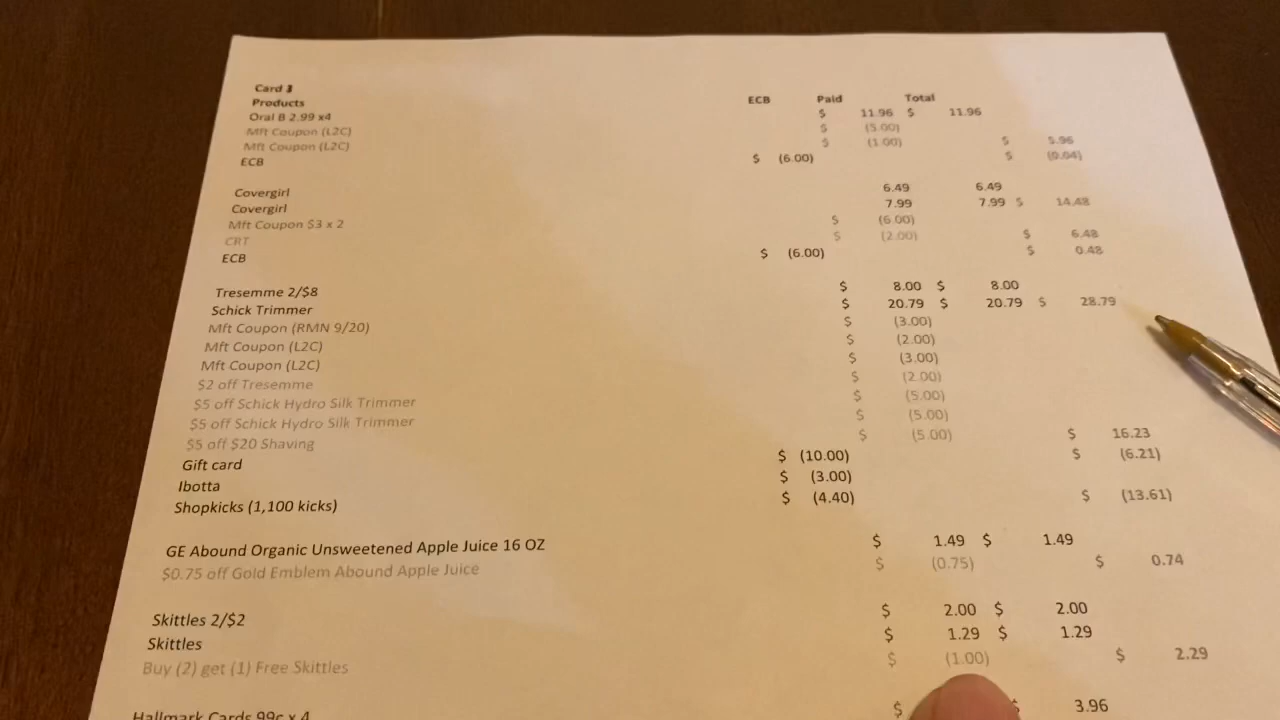 Card 3
Products ECB Paid Total
Oral B 2.99 x4 $ 11.96 $ 11.96
Mft Coupon (L2C) $ (5.00)
Mft Coupon (L2C) $ (1.00) $ 5.96
ECB $ (6.00) $ (0.04)
Covergirl 6.49 6.49
Covergirl 7.99 7.99 $ 14.48
Mft Coupon $3 x 2 $ (6.00)
CRT $ (2.00) $ 6.48
ECB $ (6.00) $ 0.48
Tresemme 2/$8 $ 8.00 $ 8.00
Schick Trimmer $ 20.79 $ 20.79 $ 28.79
Mft Coupon (RMN 9/20) $ (3.00)
Mft Coupon (L2C) $ (2.00)
Mft Coupon (L2C) $ (3.00)
$2 off Tresemme $ (2.00)
$5 off Schick Hydro Silk Trimmer $ (5.00)
$5 off Schick Hydro Silk Trimmer $ (5.00)
$5 off $20 Shaving $ (5.00) $ 16.23
Gift card $ (10.00) $ (6.21)
Ibotta $ (3.00)
Shopkicks (1,100 kicks) $ (4.40) $ (13.61)
GE Abound Organic Unsweetened Apple Juice 16 OZ $ 1.49 $ 1.49
$0.75 off Gold Emblem Abound Apple Juice $ (0.75) $ 0.74
Skittles 2/$2 $ 2.00 $ 2.00
Skittles $ 1.29 $ 1.29
Buy (2) get (1) Free Skittles $ (1.00) $ 2.29
Hallmark Cards 99c x 4 $ $ 3.96